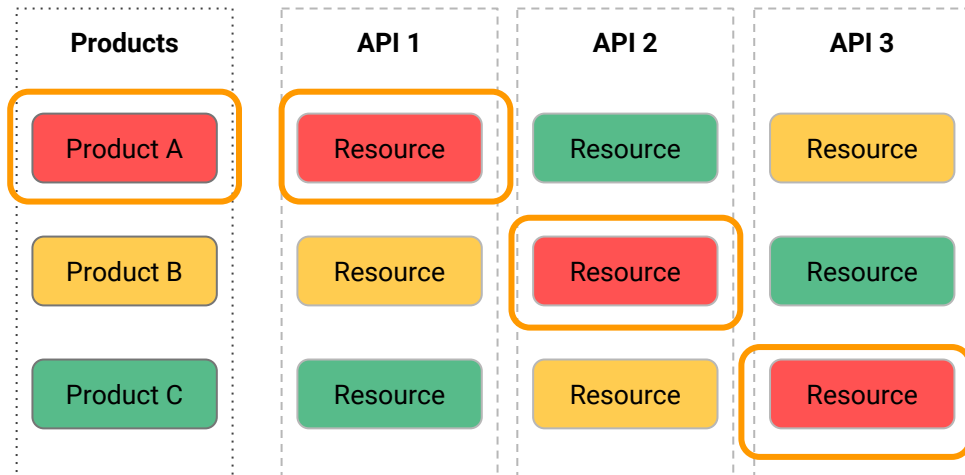 Products
API 1
API 2
API 3
Product A
Resource
Resource
Resource
Product B
Resource
Resource
Resource
Product C
Resource
Resource
Resource